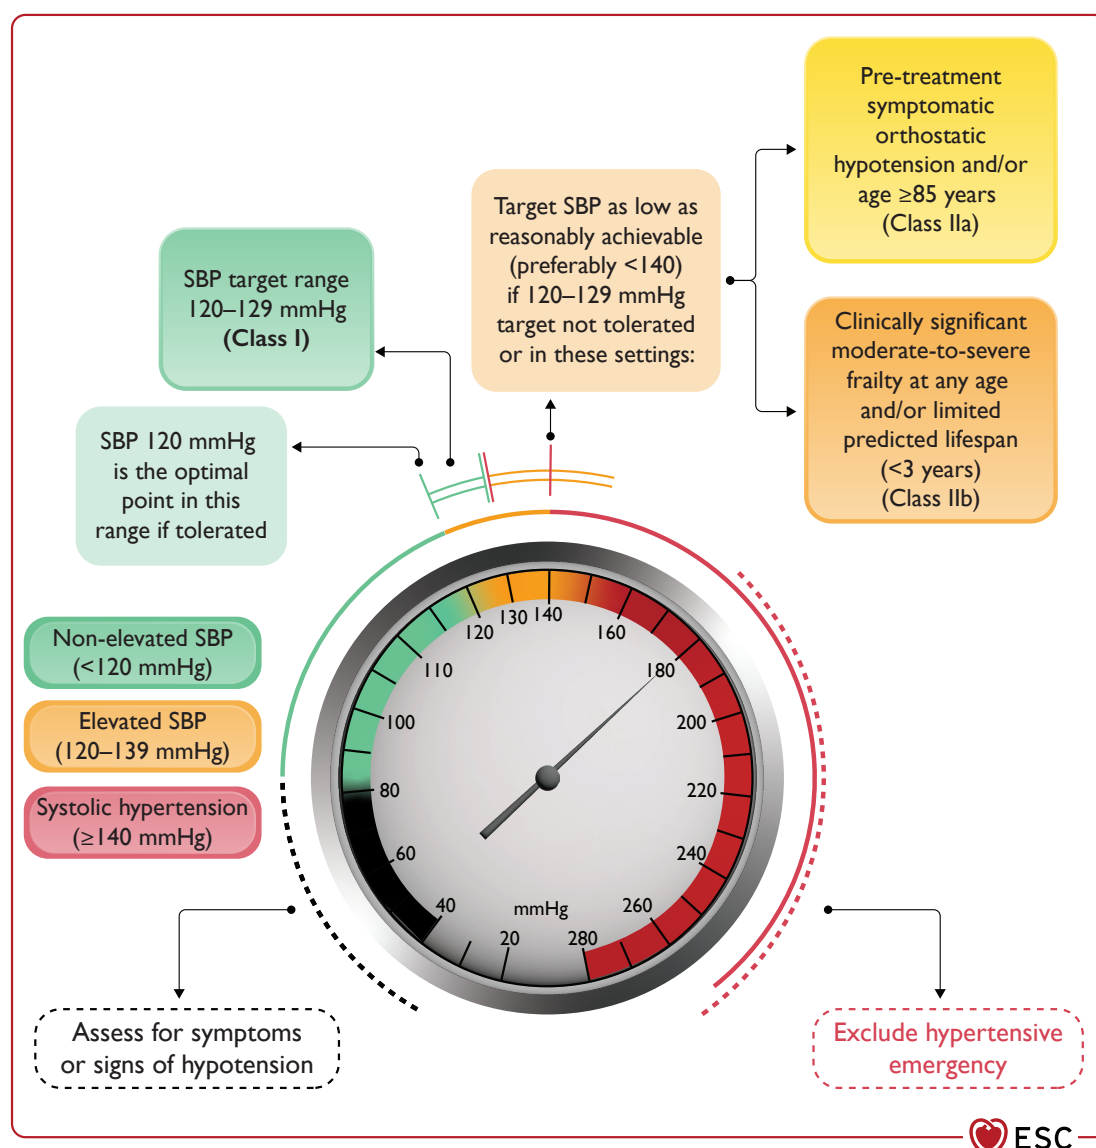 Pre-treatment
symptomatic
orthostatic
hypotension and/or
age ≥85 years
(Class IIa)
Target SBP as low as
reasonably achievable
(preferably <140)
if 120–129 mmHg
target not tolerated
or in these settings:
SBP target range
120–129 mmHg
(Class I)
Clinically significant
moderate-to-severe
frailty at any age
and/or limited
predicted lifespan
(<3 years)
(Class IIb)
SBP 120 mmHg
is the optimal
point in this
range if tolerated
Non-elevated SBP
(<120 mmHg)
Elevated SBP
(120–139 mmHg)
Systolic hypertension
(≥140 mmHg)
20
40
60
80
100
110
120
130
140
160
180
200
220
240
260
280
mmHg
Assess for symptoms
or signs of hypotension
Exclude hypertensive
emergency
ESC